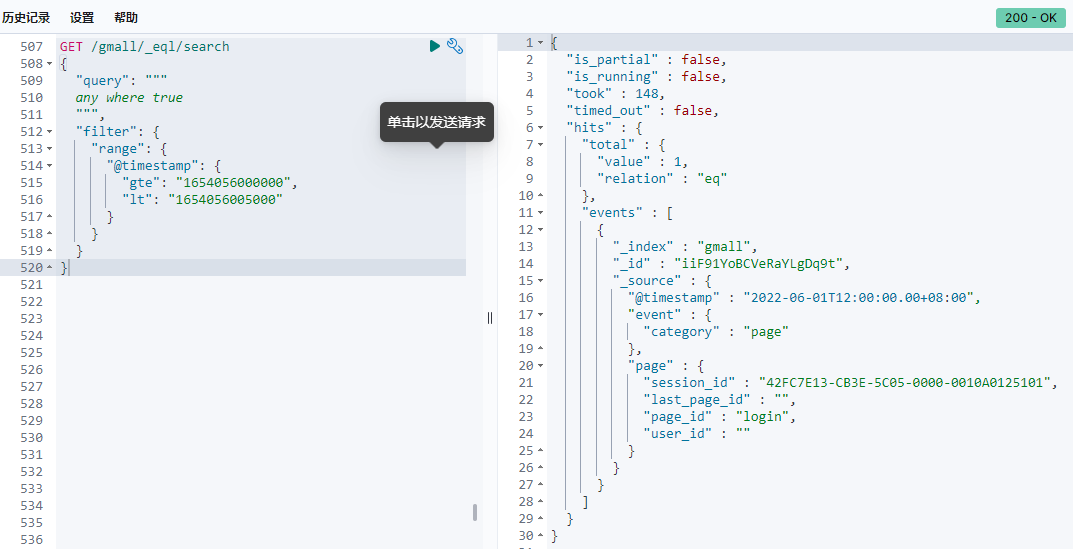 历史记录 设置 帮助 200 - OK
507 GET /gmall/_eql/search
508 {
509 "query": """
510 any where true
511 """,
512 "filter": {
513 "range": {
514 "@timestamp": {
515 "gte": "1654056000000",
516 "lt": "1654056005000"
517 }
518 }
519 }
520 }
521
522
523
524
525
526
527
528
529
530
531
532
533
534
535
536
单击以发送请求
1 {
2 "is_partial" : false,
3 "is_running" : false,
4 "took" : 148,
5 "timed_out" : false,
6 "hits" : {
7 "total" : {
8 "value" : 1,
9 "relation" : "eq"
10 },
11 "events" : [
12 {
13 "_index" : "gmall",
14 "_id" : "iiF91YoBCVeRaYLgDq9t",
15 "_source" : {
16 "@timestamp" : "2022-06-01T12:00:00.00+08:00",
17 "event" : {
18 "category" : "page"
19 },
20 "page" : {
21 "session_id" : "42FC7E13-CB3E-5C05-0000-0010A0125101",
22 "last_page_id" : "",
23 "page_id" : "login",
24 "user_id" : ""
25 }
26 }
27 }
28 ]
29 }
30 }